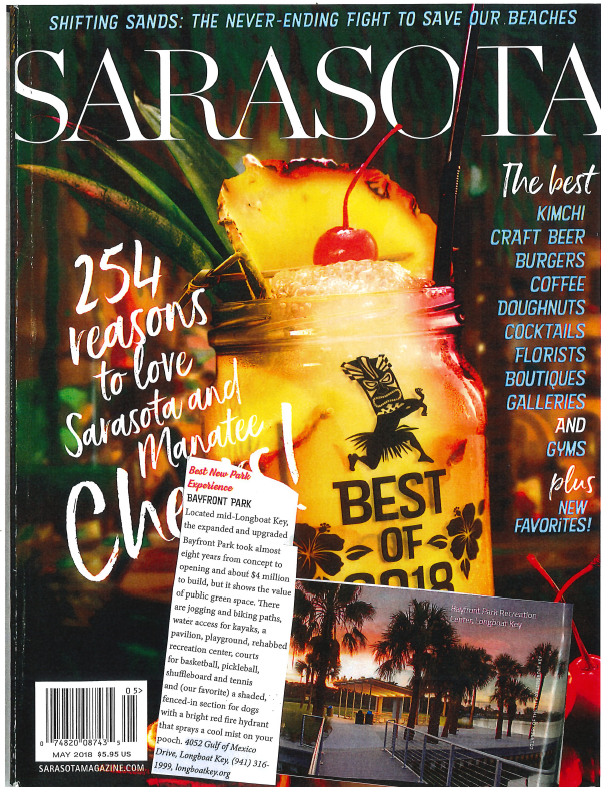 SHIFTING SANDS: THE NEVER-ENDING FIGHT TO SAVE OUR BEACHES
SARASOTA
The best
KIMCHI
CRAFT BEER
BURGERS
COFFEE
DOUGHNUTS
COCKTAILS
FLORISTS
BOUTIQUES
GALLERIES
AND
GYMS
plus
NEW
FAVORITES!
254
reasons
to love
Sarasota and
Manatee
BEST
OF
2018
Best New Park
Experience
BAYFRONT PARK
Located mid-Longboat Key,
the expanded and upgraded
Bayfront Park took almost
eight years from concept to
opening and about $4 million
to build, but it shows the value
of public green space. There
are jogging and biking paths,
water access for kayaks, a
pavilion, playground, rehabbed
recreation center, courts
for basketball, pickleball,
shuffleboard and tennis
and (our favorite) a shaded,
fenced-in section for dogs
with a bright red fire hydrant
that sprays a cool mist on your
pooch. 4052 Gulf of Mexico
Drive, Longboat Key, (941) 316-
1999, longboatkey.org
Bayfront Park Recreation
Center, Longboat Key
05>
0 74820 08743 5
MAY 2018 $5.95 US
SARASOTAMAGAZINE.COM